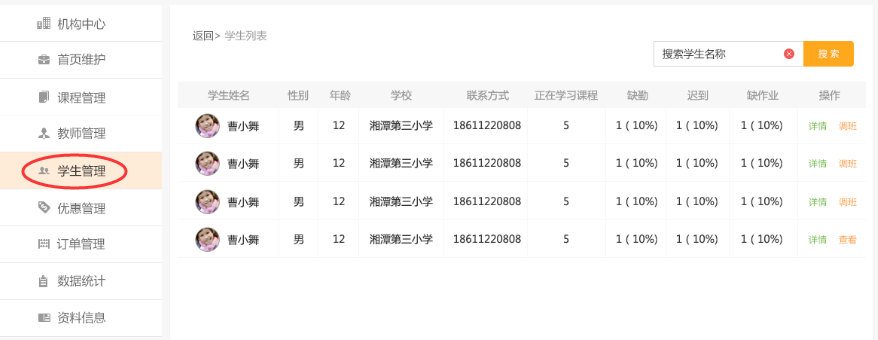 机构中心
首页维护
课程管理
教师管理
学生管理
优惠管理
订单管理
数据统计
资料信息
返回> 学生列表
搜索学生名称 搜 索
学生姓名 性别 年龄 学校 联系方式 正在学习课程 缺勤 迟到 缺作业 操作
曹小舞 男 12 湘潭第三小学 18611220808 5 1 ( 10%) 1 ( 10%) 1 ( 10%) 详情 调班
曹小舞 男 12 湘潭第三小学 18611220808 5 1 ( 10%) 1 ( 10%) 1 ( 10%) 详情 调班
曹小舞 男 12 湘潭第三小学 18611220808 5 1 ( 10%) 1 ( 10%) 1 ( 10%) 详情 调班
曹小舞 男 12 湘潭第三小学 18611220808 5 1 ( 10%) 1 ( 10%) 1 ( 10%) 详情 查看